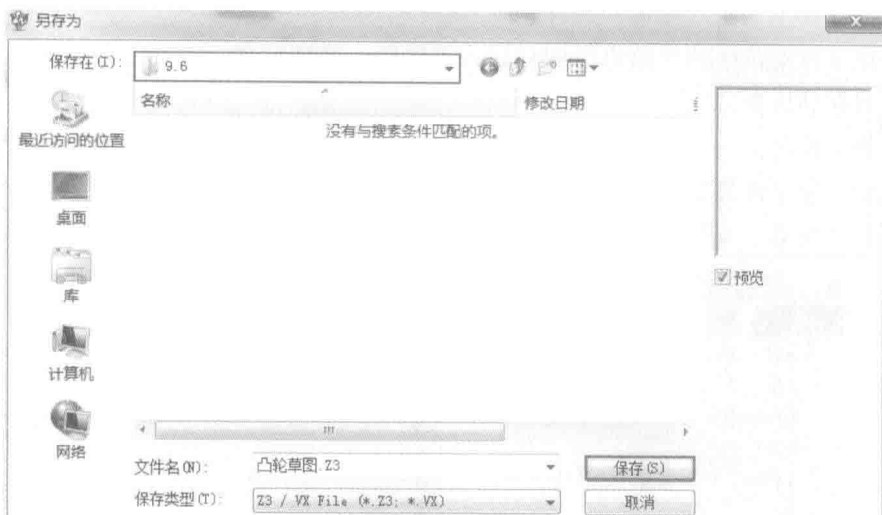 另存为
保存在(I):
9.6
名称
修改日期
没有与搜索条件匹配的项。
最近访问的位置
桌面
库
计算机
网络
预览
文件名(N):
凸轮草图.Z3
保存(S)
保存类型(T):
Z3 / VX File (*.Z3; *.VX)
取消